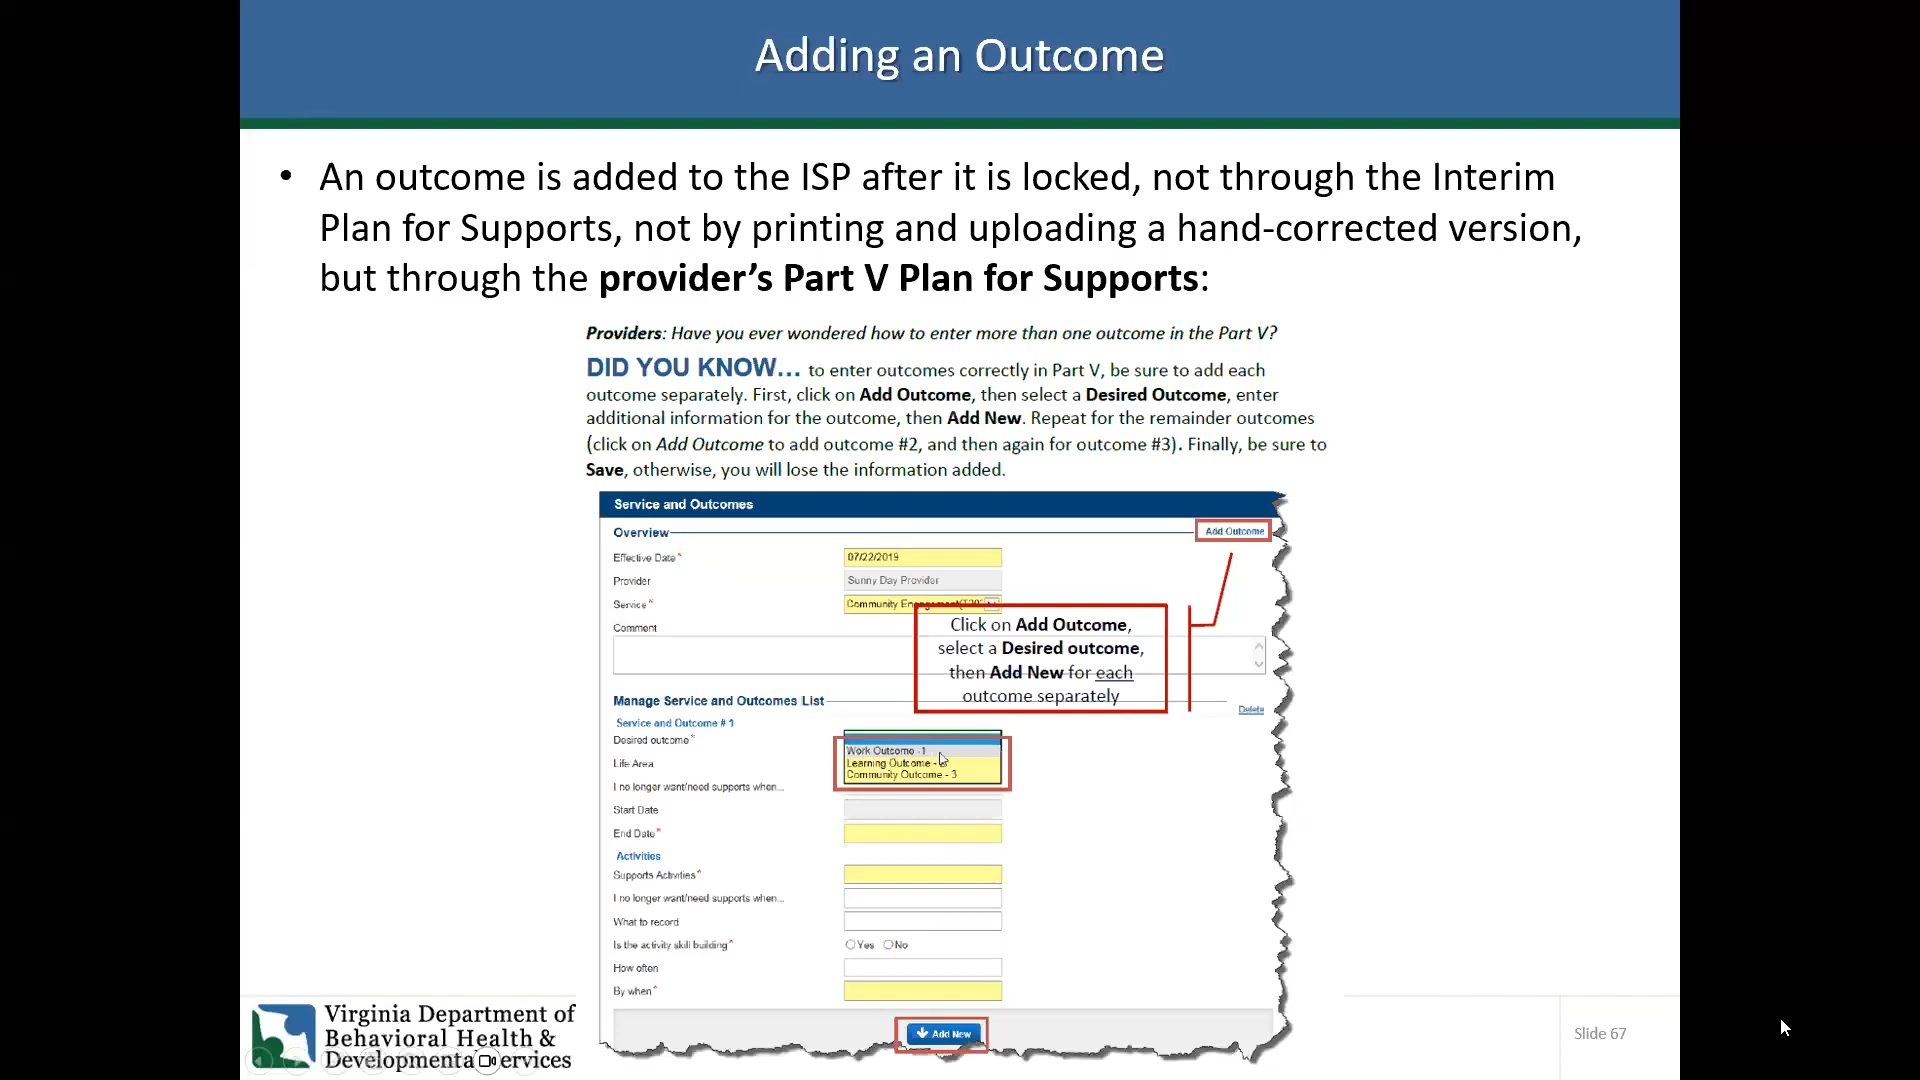 Adding an Outcome
• An outcome is added to the ISP after it is locked, not through the Interim
Plan for Supports, not by printing and uploading a hand-corrected version,
but through the provider’s Part V Plan for Supports:
Providers: Have you ever wondered how to enter more than one outcome in the Part V?
DID YOU KNOW... to enter outcomes correctly in Part V, be sure to add each
outcome separately. First, click on Add Outcome, then select a Desired Outcome, enter
additional information for the outcome, then Add New. Repeat for the remainder outcomes
(click on Add Outcome to add outcome #2, and then again for outcome #3). Finally, be sure to
Save, otherwise, you will lose the information added.
Service and Outcomes
Overview
Add Outcome
Effective Date* 07/22/2019
Provider Sunny Day Provider
Service* Community
Comment
Click on Add Outcome,
select a Desired outcome,
then Add New for each
outcome separately
Manage Service and Outcomes List
Delete
Service and Outcome # 1
Desired outcome*
Work Outcome -1
Life Area
Learning Outcome -
Community Outcome - 3
I no longer want/need supports when...
Start Date
End Date*
Activities
Supports Activities*
I no longer want/need supports when...
What to record
Is the activity skill building* Yes No
How often
By when*
Add New
Virginia Department of
Behavioral Health &
Developmental Services
Slide 67